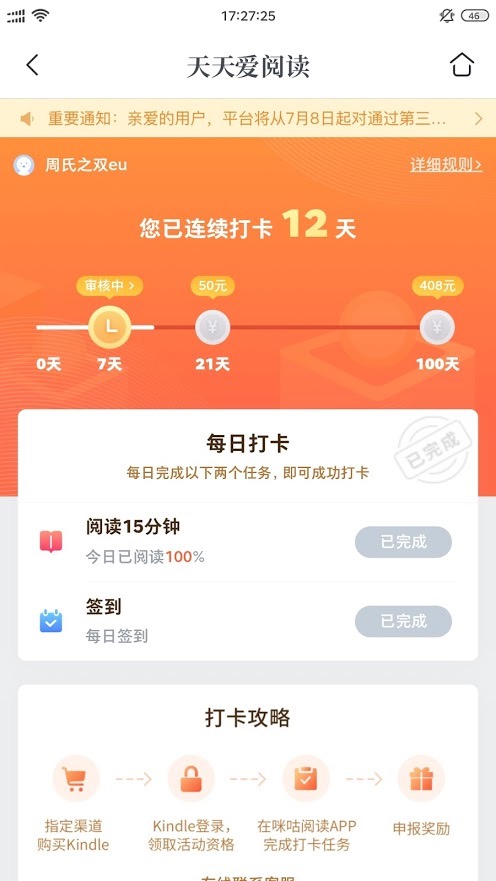 17:27:25
46
天天爱阅读
重要通知：亲爱的用户，平台将从7月8日起对通过第三...
周氏之双eu
详细规则>
您已连续打卡 12 天
审核中 >
50元
408元
¥
¥
0天
7天
21天
100天
每日打卡
已完成
每日完成以下两个任务，即可成功打卡
阅读15分钟
今日已阅读100%
已完成
签到
每日签到
已完成
打卡攻略
指定渠道
购买Kindle
Kindle登录，
领取活动资格
在咪咕阅读APP
完成打卡任务
申报奖励
在线联系客服